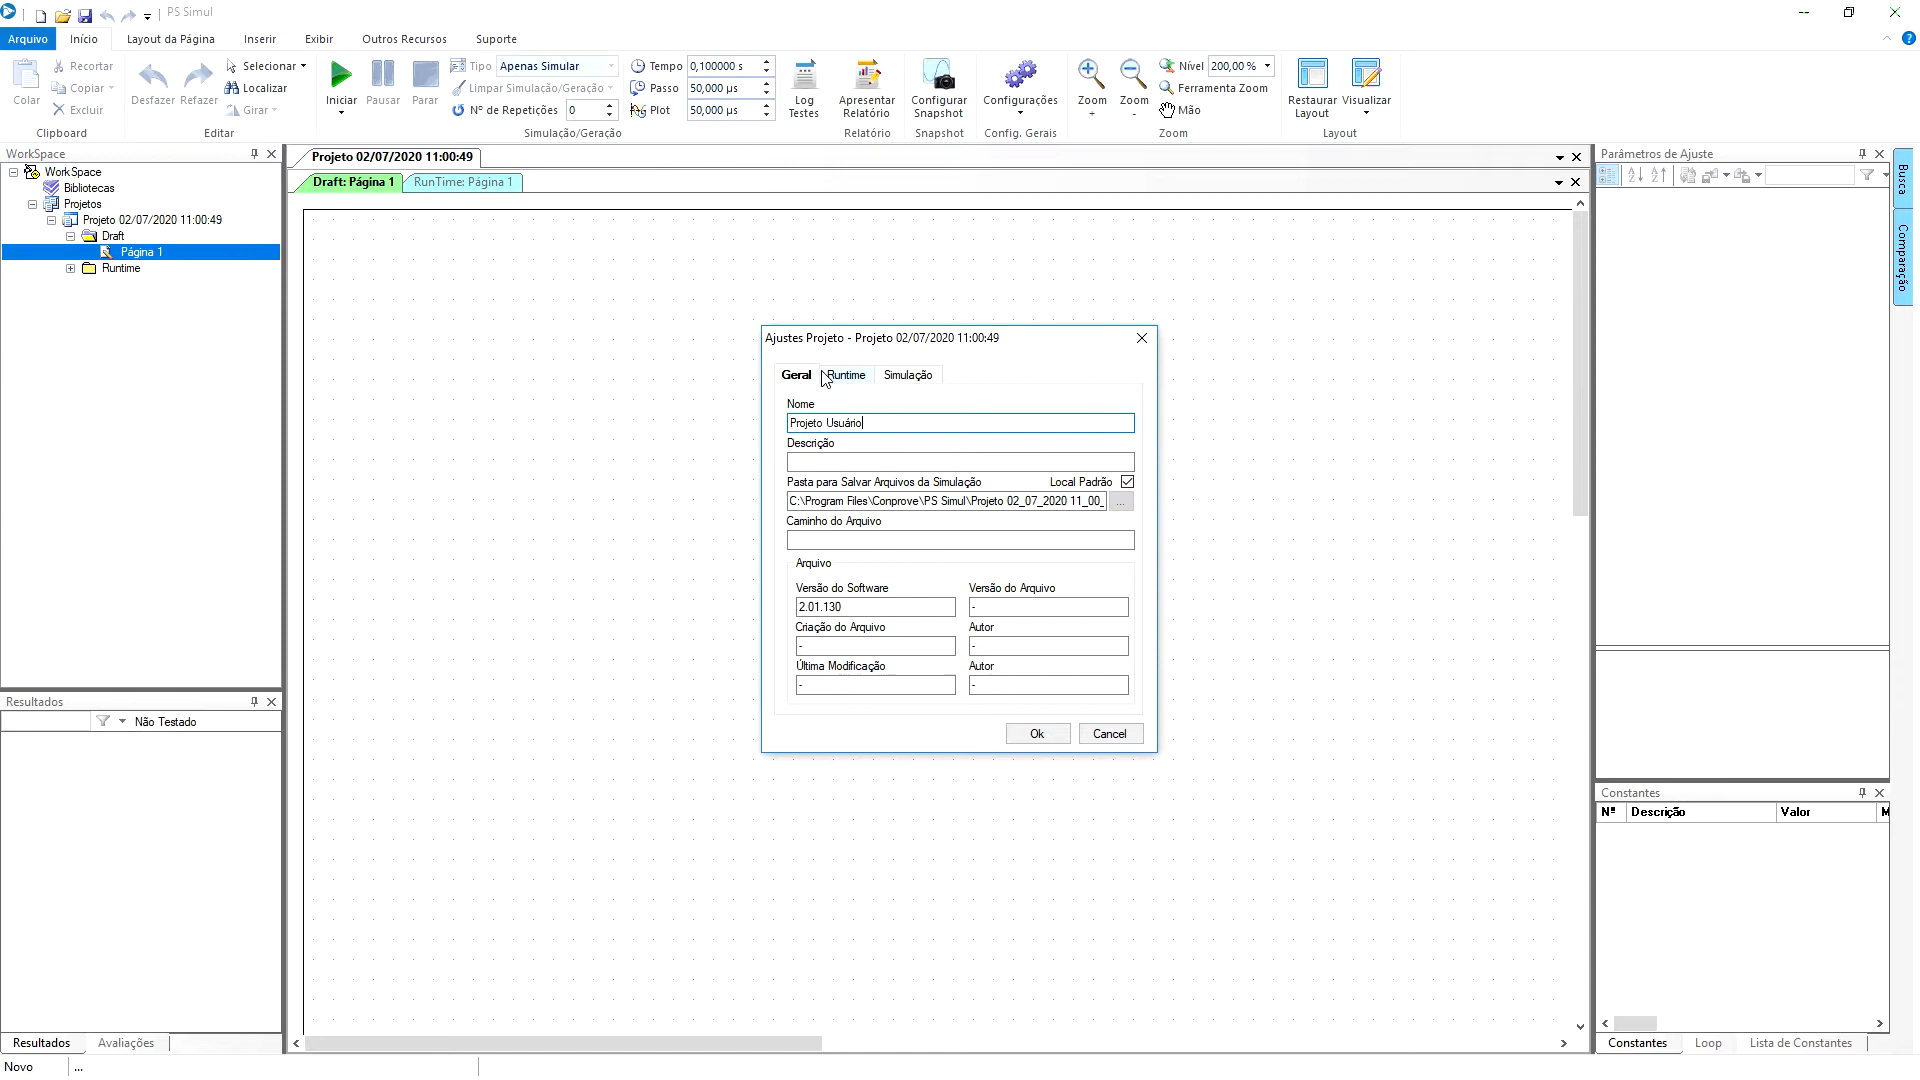 PS Simul
Arquivo Início Layout da Página Inserir Exibir Outros Recursos Suporte
Colar Recortar Copiar Excluir
Clipboard
Desfazer Refazer Selecionar Localizar Girar
Editar
Iniciar Pausar Parar
Tipo Apenas Simular
Limpar Simulação/Geração
Nº de Repetições 0
Tempo 0,100000 s
Passo 50,000 µs
Plot 50,000 µs
Simulação/Geração
Log Testes
Apresentar Relatório
Relatório
Configurar Snapshot
Snapshot
Configurações
Config. Gerais
Zoom +
Zoom -
Nível 200,00 %
Ferramenta Zoom
Mão
Zoom
Restaurar Layout
Visualizar
Layout
WorkSpace
WorkSpace
Bibliotecas
Projetos
Projeto 02/07/2020 11:00:49
Draft
Página 1
Runtime
Projeto 02/07/2020 11:00:49
Draft: Página 1 RunTime: Página 1
Ajustes Projeto - Projeto 02/07/2020 11:00:49
Geral Runtime Simulação
Nome
Projeto Usuário
Descrição
Pasta para Salvar Arquivos da Simulação Local Padrão
C:\Program Files\Conprove\PS Simul\Projeto 02_07_2020 11_00_
...
Caminho do Arquivo
Arquivo
Versão do Software Versão do Arquivo
2.01.130 -
Criação do Arquivo Autor
- -
Última Modificação Autor
- -
Ok Cancel
Parâmetros de Ajuste
Busca
Comparação
Resultados
Não Testado
Resultados Avaliações
Constantes
Nº Descrição Valor M
Constantes Loop Lista de Constantes
Novo ...